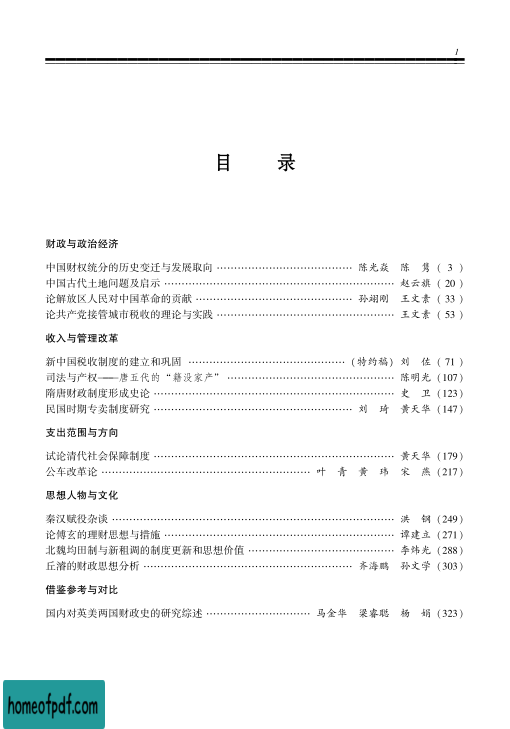 1
目 录
财政与政治经济
中国财权统分的历史变迁与发展取向 …………………………………… 陈光焱 陈 隽 ( 3 )
中国古代土地问题及启示 ……………………………………………………………… 赵云旗 ( 20 )
论解放区人民对中国革命的贡献 ………………………………………… 孙翊刚 王文素 ( 33 )
论共产党接管城市税收的理论与实践 ……………………………………………… 王文素 ( 53 )
收入与管理改革
新中国税收制度的建立和巩固 ………………………………………… (特约稿) 刘 佐 ( 71 )
司法与产权——唐五代的“籍没家产” …………………………………………… 陈明光 (107)
隋唐财政制度形成史论 ………………………………………………………………… 史 卫 (123)
民国时期专卖制度研究 ……………………………………………………… 刘 琦 黄天华 (147)
支出范围与方向
试论清代社会保障制度 ………………………………………………………………… 黄天华 (179)
公车改革论 ………………………………………………………… 叶 青 黄 玮 宋 燕 (217)
思想人物与文化
秦汉赋役杂谈 …………………………………………………………………………… 洪 钢 (249)
论傅玄的理财思想与措施 ……………………………………………………………… 谭建立 (271)
北魏均田制与新租调的制度更新和思想价值 ……………………………………… 李炜光 (288)
丘濬的财政思想分析 ………………………………………………………… 齐海鹏 孙文学 (303)
借鉴参考与对比
国内对英美两国财政史的研究综述 ………………………… 马金华 梁睿聪 杨 娟 (323)
homeofpdf.com